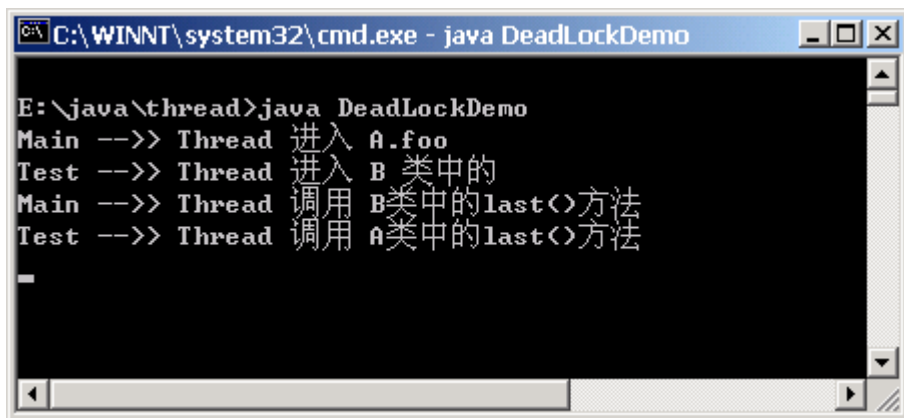 C:\WINNT\system32\cmd.exe - java DeadLockDemo
E:\java\thread>java DeadLockDemo
Main -->> Thread 进入 A.foo
Test -->> Thread 进入 B 类中的
Main -->> Thread 调用 B类中的last()方法
Test -->> Thread 调用 A类中的last()方法